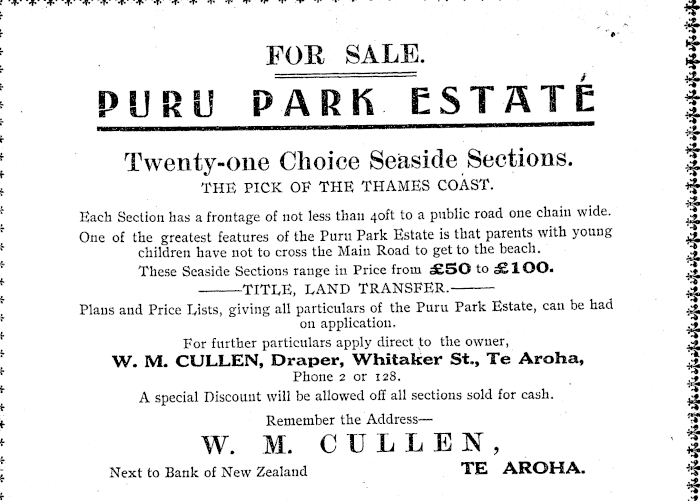 FOR SALE.
PURU PARK ESTATE
Twenty-one Choice Seaside Sections.
THE PICK OF THE THAMES COAST.
Each Section has a frontage of not less than 40ft to a public road one chain wide.
One of the greatest features of the Puru Park Estate is that parents with young
children have not to cross the Main Road to get to the beach.
These Seaside Sections range in Price from £50 to £100.
——TITLE, LAND TRANSFER.——
Plans and Price Lists, giving all particulars of the Puru Park Estate, can be had
on application.
For further particulars apply direct to the owner,
W. M. CULLEN, Draper, Whitaker St., Te Aroha,
Phone 2 or 128.
A special Discount will be allowed off all sections sold for cash.
Remember the Address—
W. M. CULLEN,
Next to Bank of New Zealand TE AROHA.